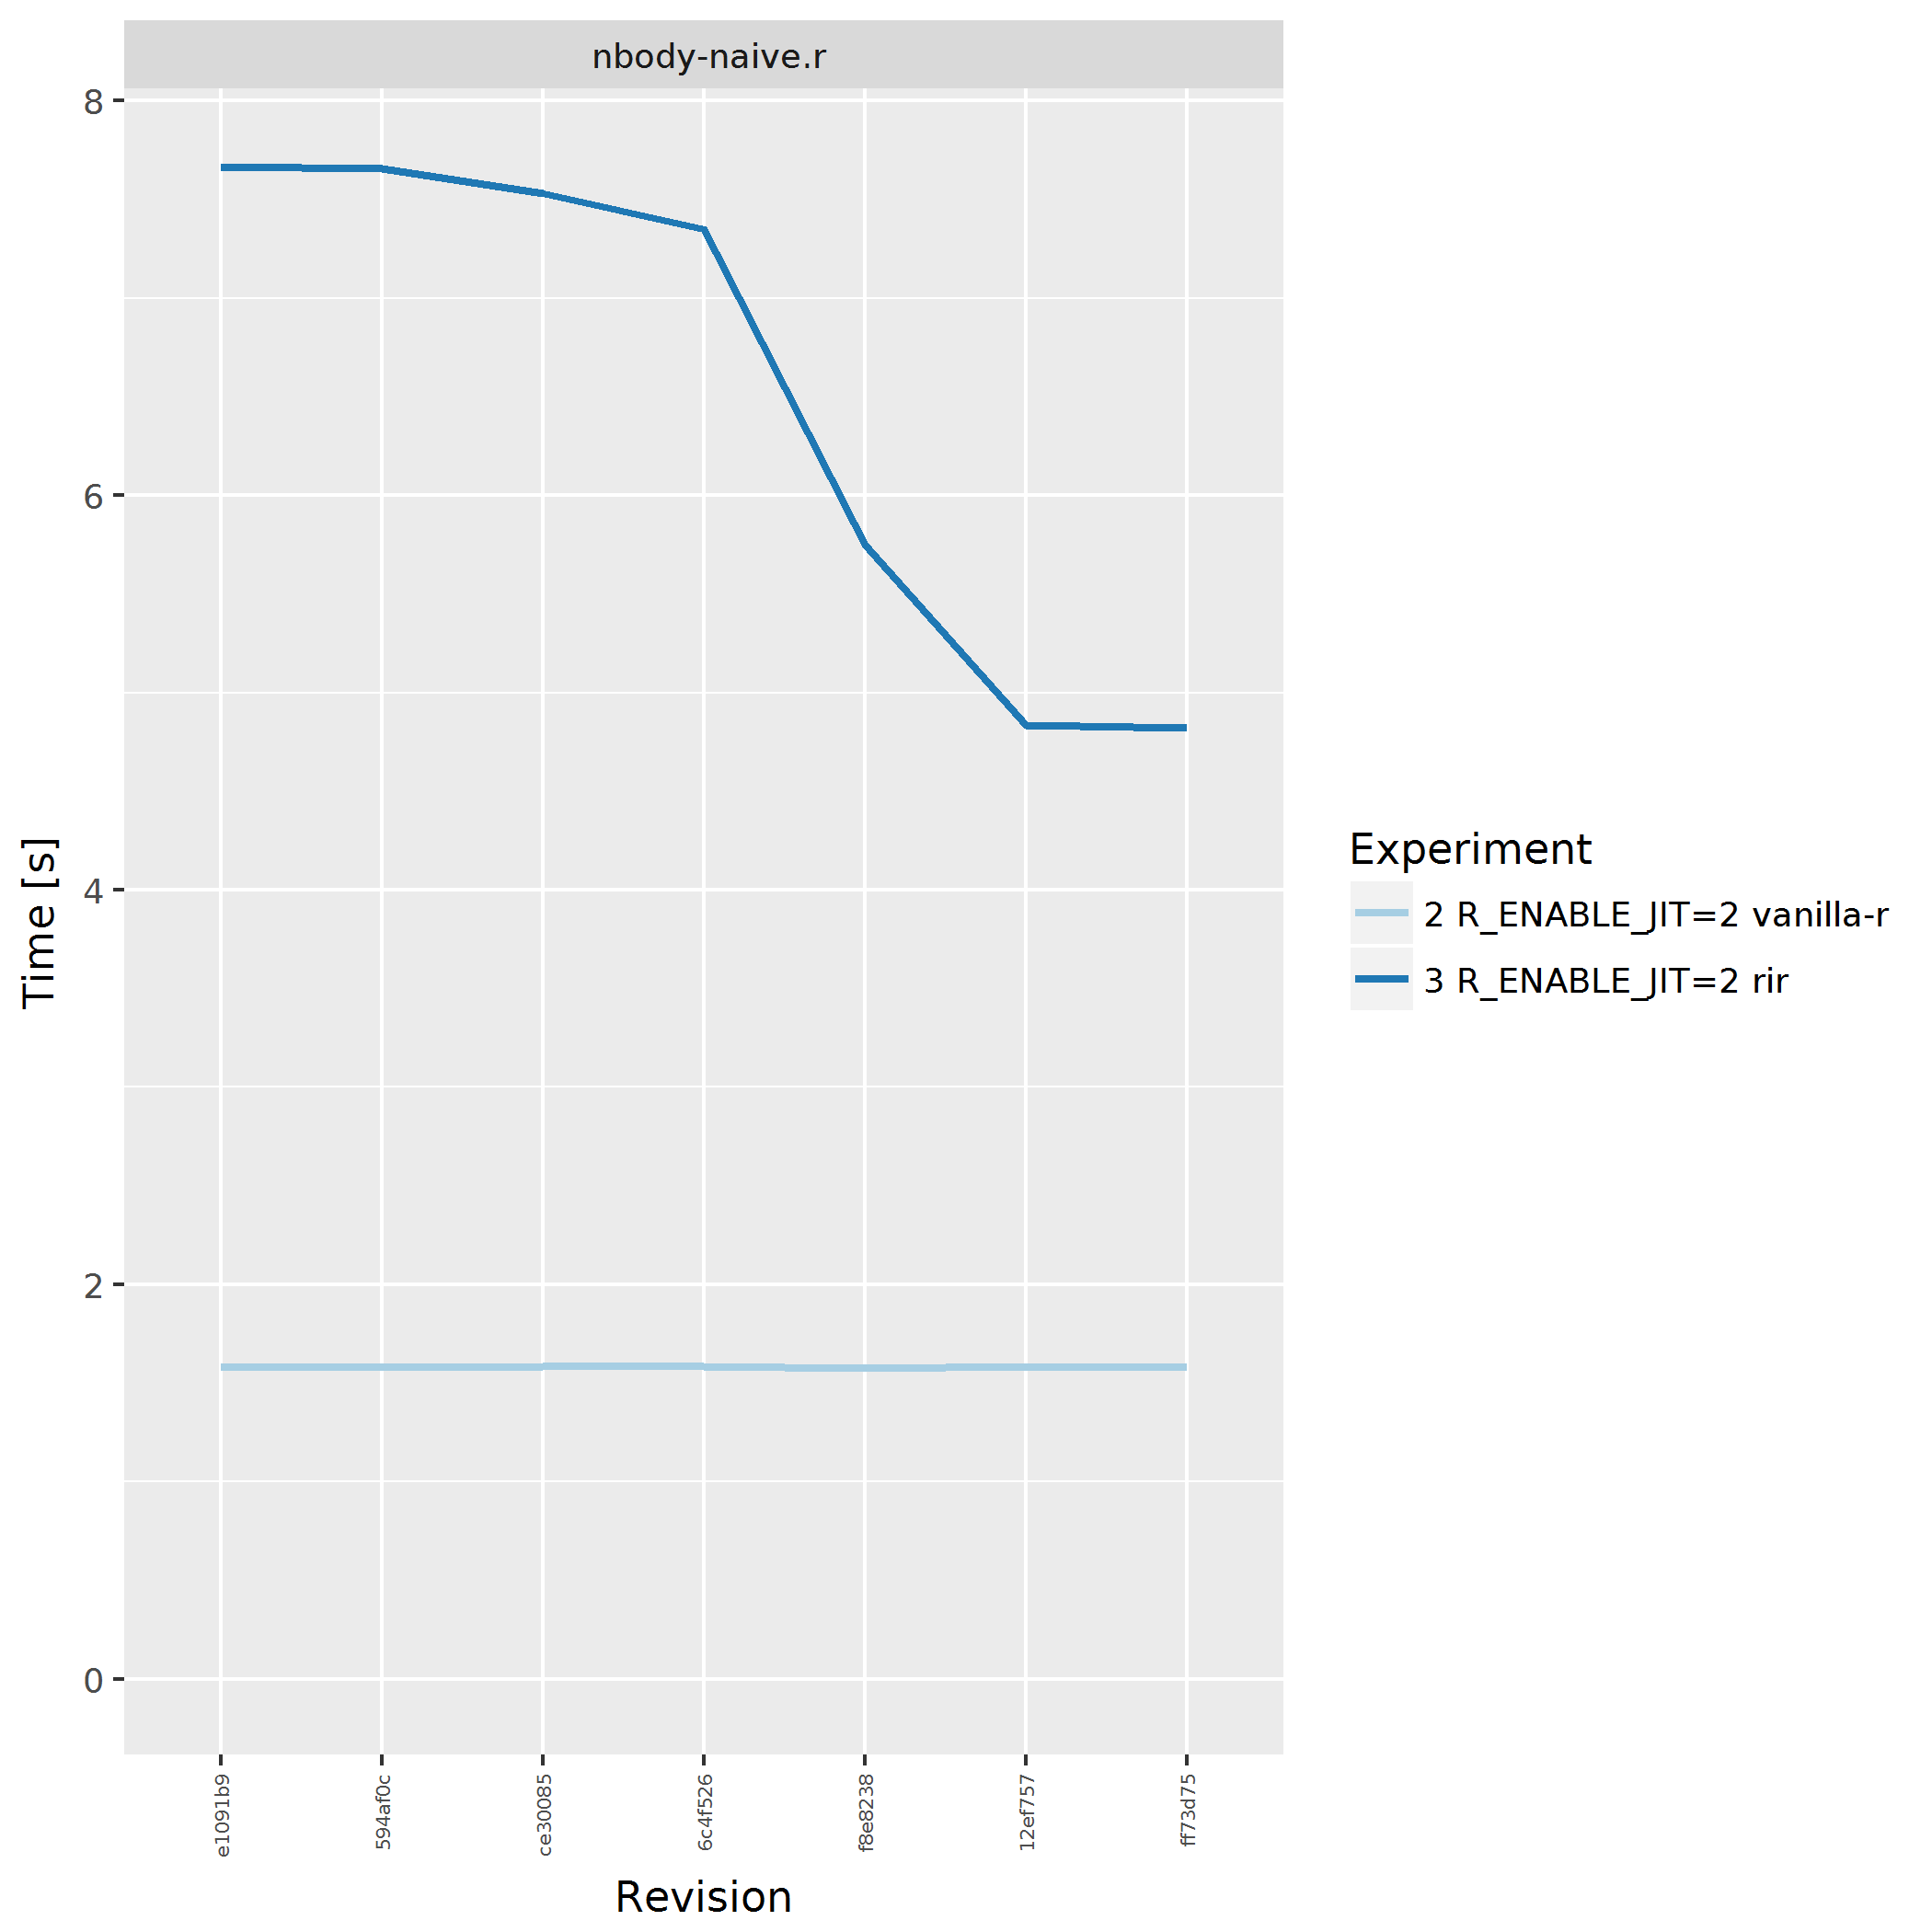 nbody-naive.r
8
6
4
2
0
Time [s]
e1091b9
594af0c
ce30085
6c4f526
f8e8238
12ef757
ff73d75
Revision
Experiment
2 R_ENABLE_JIT=2 vanilla-r
3 R_ENABLE_JIT=2 rir